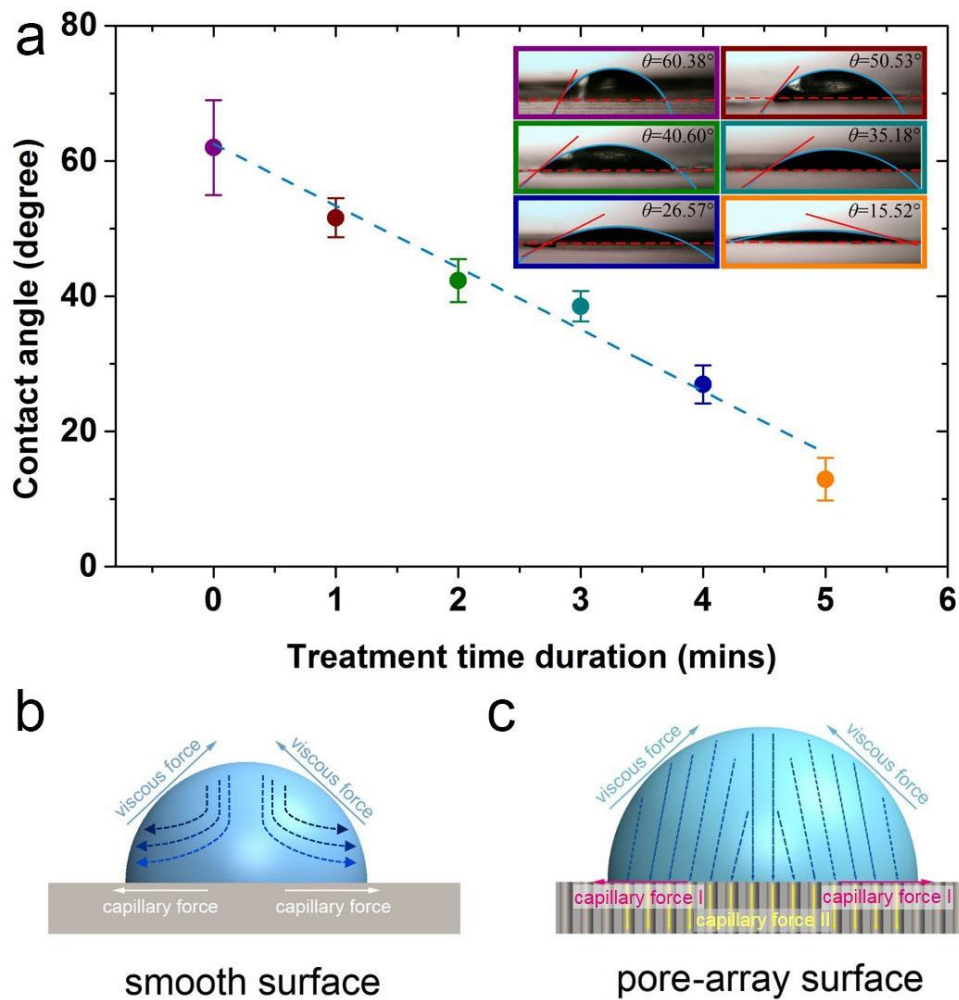 a
80
60
40
20
0
Contact angle (degree)
θ=60.38°
θ=50.53°
θ=40.60°
θ=35.18°
θ=26.57°
θ=15.52°
0 1 2 3 4 5 6
Treatment time duration (mins)
b
viscous force
viscous force
capillary force
capillary force
smooth surface
c
viscous force
viscous force
capillary force I
capillary force I
capillary force II
pore-array surface